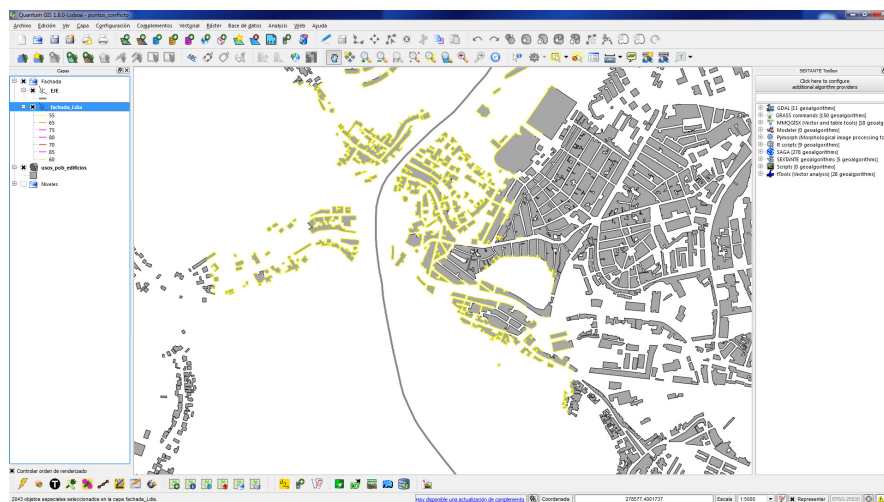 Quantum GIS 1.8.0-Lisboa - puntos_conflicto
Archivo Edición Ver Capa Configuración Complementos Vectorial Ráster Base de datos Analysis Web Ayuda
Capas
Fachada
EJE
fachada_Ldia
55
65
75
80
70
85
60
usos_pob_edificios
Niveles
Controlar orden de renderizado
SEXTANTE Toolbox
Click here to configure
additional algorithm providers
GDAL [11 geoalgorithms]
GRASS commands [150 geoalgorithms]
MMQGISX (Vector and table tools) [18 geoalg
Modeler [0 geoalgorithms]
Pymorph (Morphological image processing to
R scripts [9 geoalgorithms]
SAGA [278 geoalgorithms]
SEXTANTE geoalgorithms [5 geoalgorithms]
Scripts [0 geoalgorithms]
fTools (Vector analysis) [28 geoalgorithms]
2643 objetos espaciales seleccionados en la capa fachada_Ldia.
Hay disponible una actualización de complemento
Coordenada:
278577,4001737
Escala
1:5000
Representar
EPSG:25830